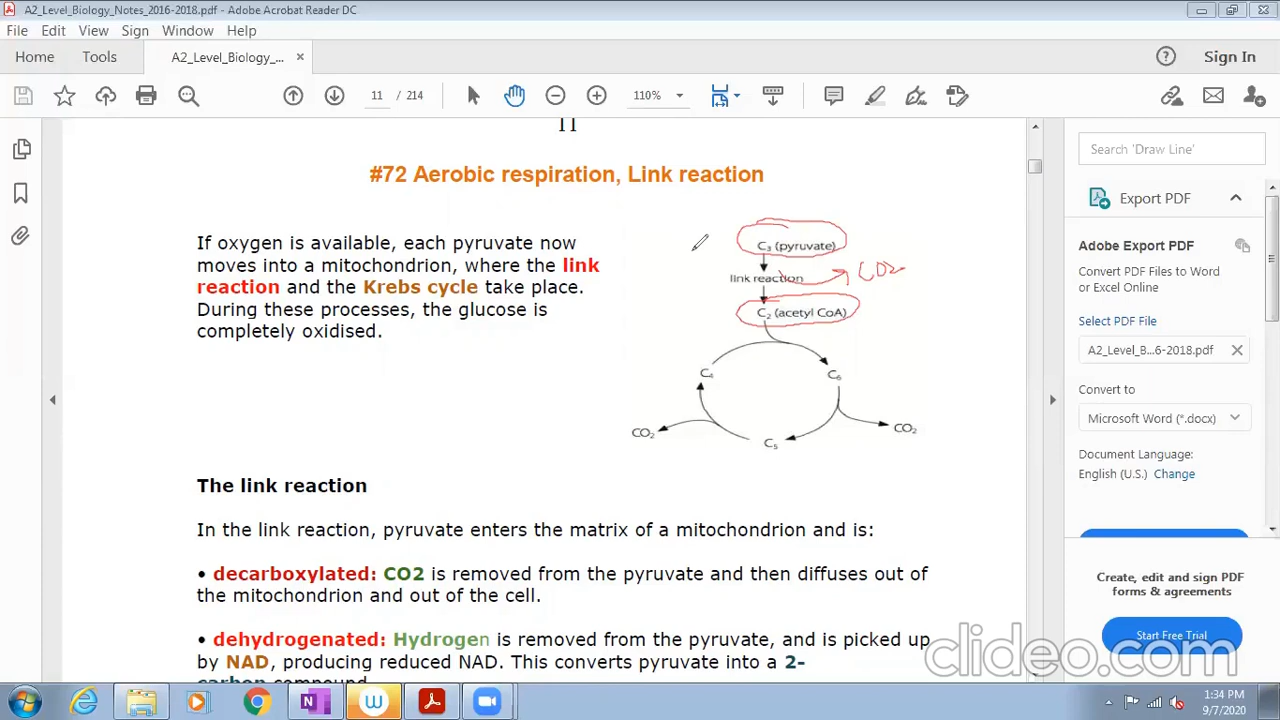 A2_Level_Biology_Notes_2016-2018.pdf - Adobe Acrobat Reader DC
File Edit View Sign Window Help
Home Tools A2_Level_Biology_... × Sign In
11 / 214 110%
11
Search 'Draw Line'
#72 Aerobic respiration, Link reaction
Export PDF
If oxygen is available, each pyruvate now
moves into a mitochondrion, where the link
reaction and the Krebs cycle take place.
During these processes, the glucose is
completely oxidised.
C3 (pyruvate)
link reaction CO2
C2 (acetyl CoA)
C4 C6
CO2 CO2
C5
Adobe Export PDF
Convert PDF Files to Word
or Excel Online
Select PDF File
A2_Level_B...6-2018.pdf
Convert to
Microsoft Word (*.docx)
Document Language:
English (U.S.) Change
The link reaction
In the link reaction, pyruvate enters the matrix of a mitochondrion and is:
• decarboxylated: CO2 is removed from the pyruvate and then diffuses out of
the mitochondrion and out of the cell.
• dehydrogenated: Hydrogen is removed from the pyruvate, and is picked up
by NAD, producing reduced NAD. This converts pyruvate into a 2-
carbon compound.
Create, edit and sign PDF
forms & agreements
Start Free Trial
clideo.com
1:34 PM
9/7/2020